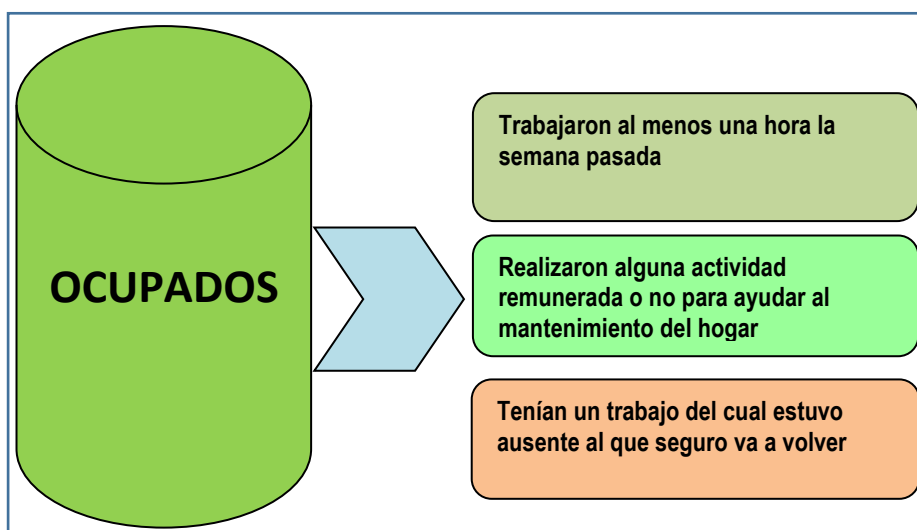 OCUPADOS
Trabajaron al menos una hora la
semana pasada
Realizaron alguna actividad
remunerada o no para ayudar al
mantenimiento del hogar
Tenían un trabajo del cual estuvo
ausente al que seguro va a volver